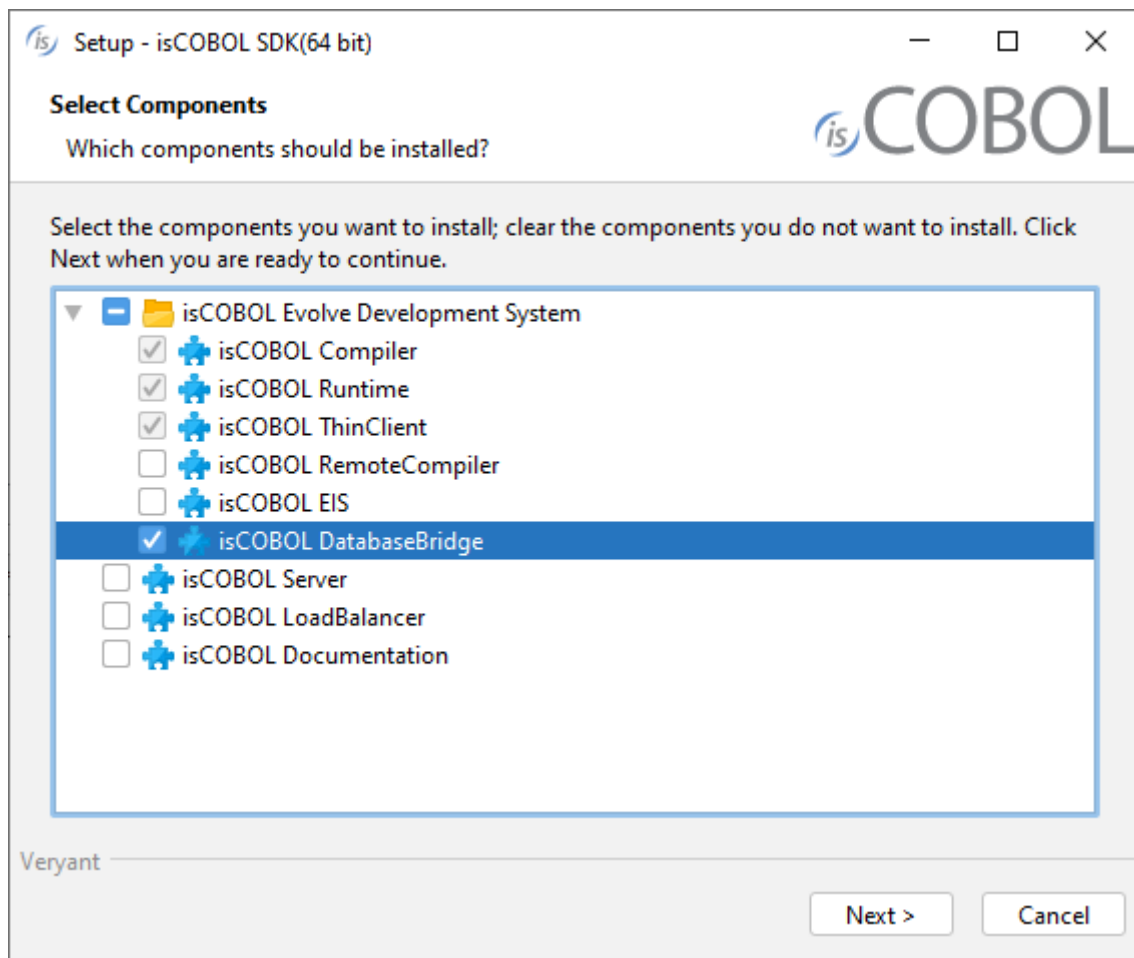 is Setup - isCOBOL SDK(64 bit)
Select Components
Which components should be installed?
is COBOL
Select the components you want to install; clear the components you do not want to install. Click
Next when you are ready to continue.
isCOBOL Evolve Development System
isCOBOL Compiler
isCOBOL Runtime
isCOBOL ThinClient
isCOBOL RemoteCompiler
isCOBOL EIS
isCOBOL DatabaseBridge
isCOBOL Server
isCOBOL LoadBalancer
isCOBOL Documentation
Veryant
Next >
Cancel